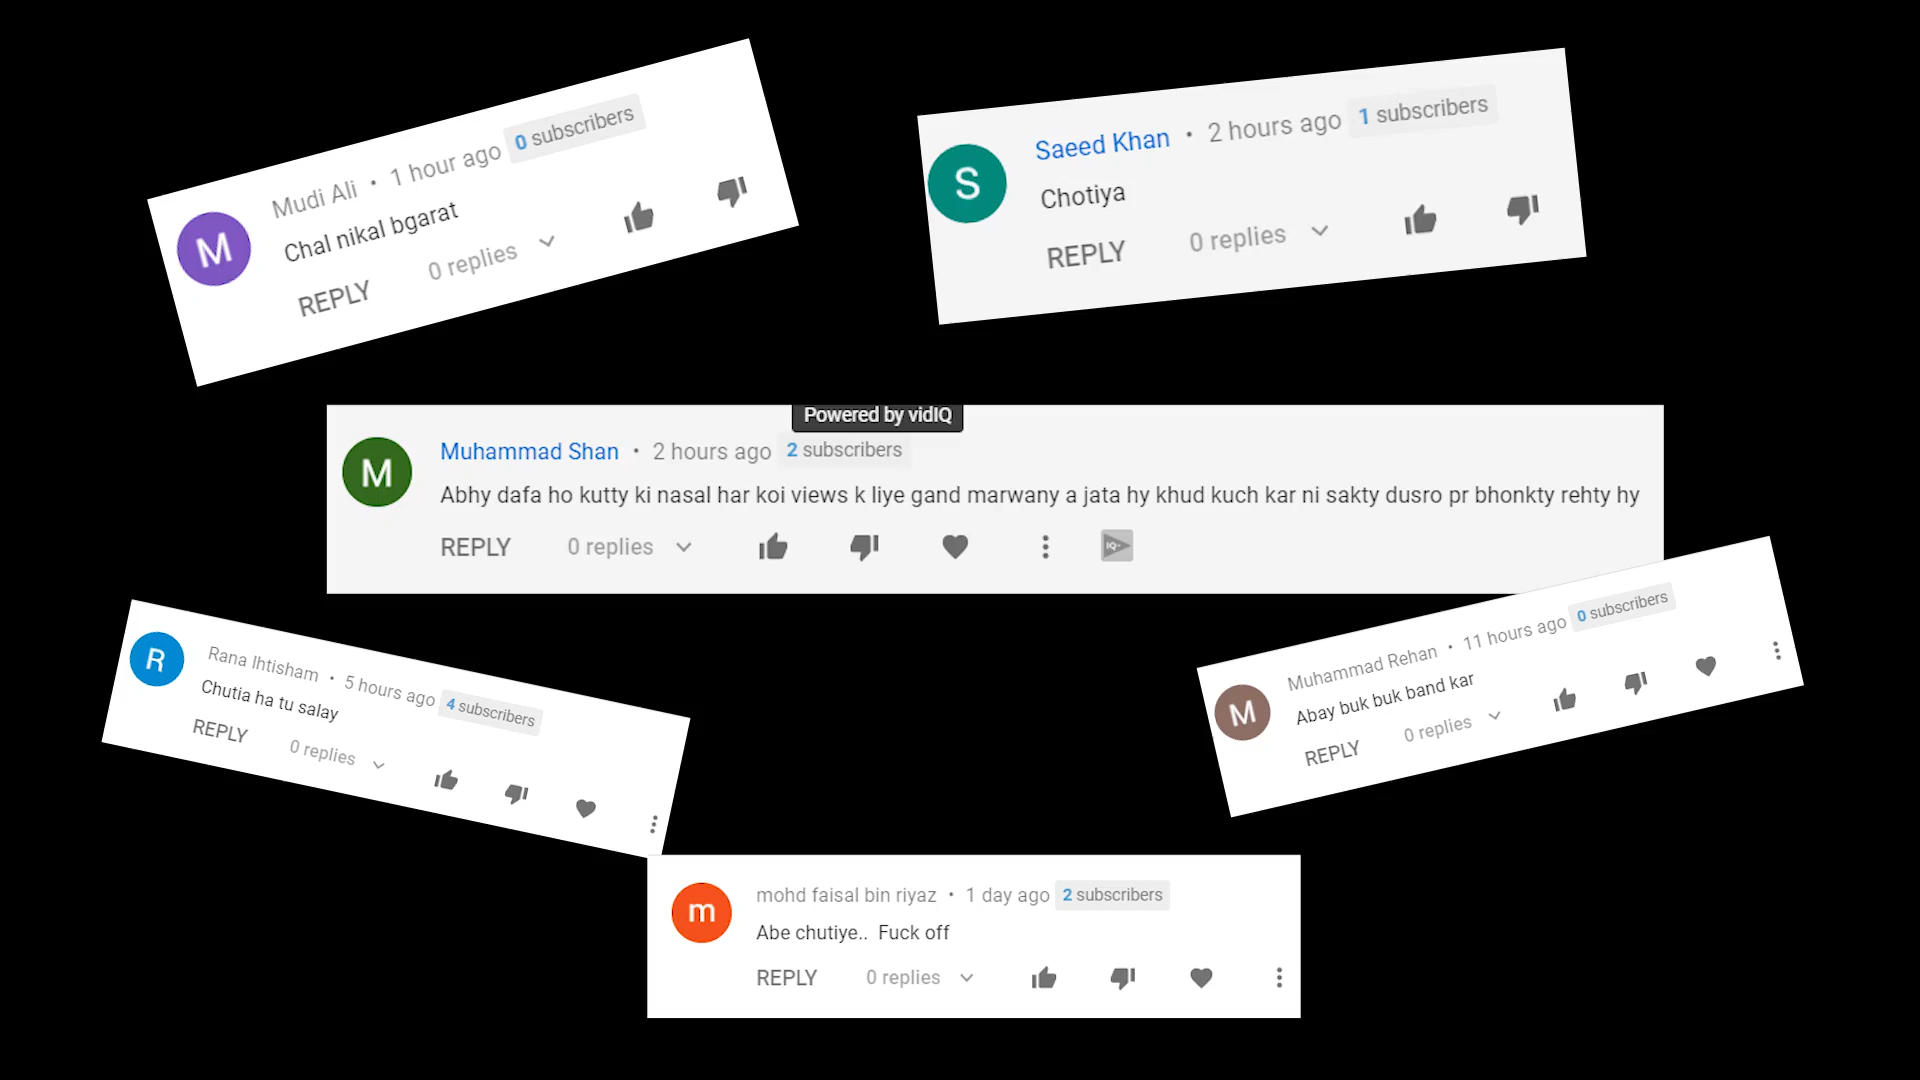 Mudi Ali • 1 hour ago 0 subscribers
Chal nikal bgarat
REPLY 0 replies
Saeed Khan • 2 hours ago 1 subscribers
Chotiya
REPLY 0 replies
Powered by vidIQ
Muhammad Shan • 2 hours ago 2 subscribers
Abhy dafa ho kutty ki nasal har koi views k liye gand marwany a jata hy khud kuch kar ni sakty dusro pr bhonkty rehty hy
REPLY 0 replies
Rana Ihtisham • 5 hours ago 4 subscribers
Chutia ha tu salay
REPLY 0 replies
Muhammad Rehan • 11 hours ago 0 subscribers
Abay buk buk band kar
REPLY 0 replies
mohd faisal bin riyaz • 1 day ago 2 subscribers
Abe chutiye.. Fuck off
REPLY 0 replies